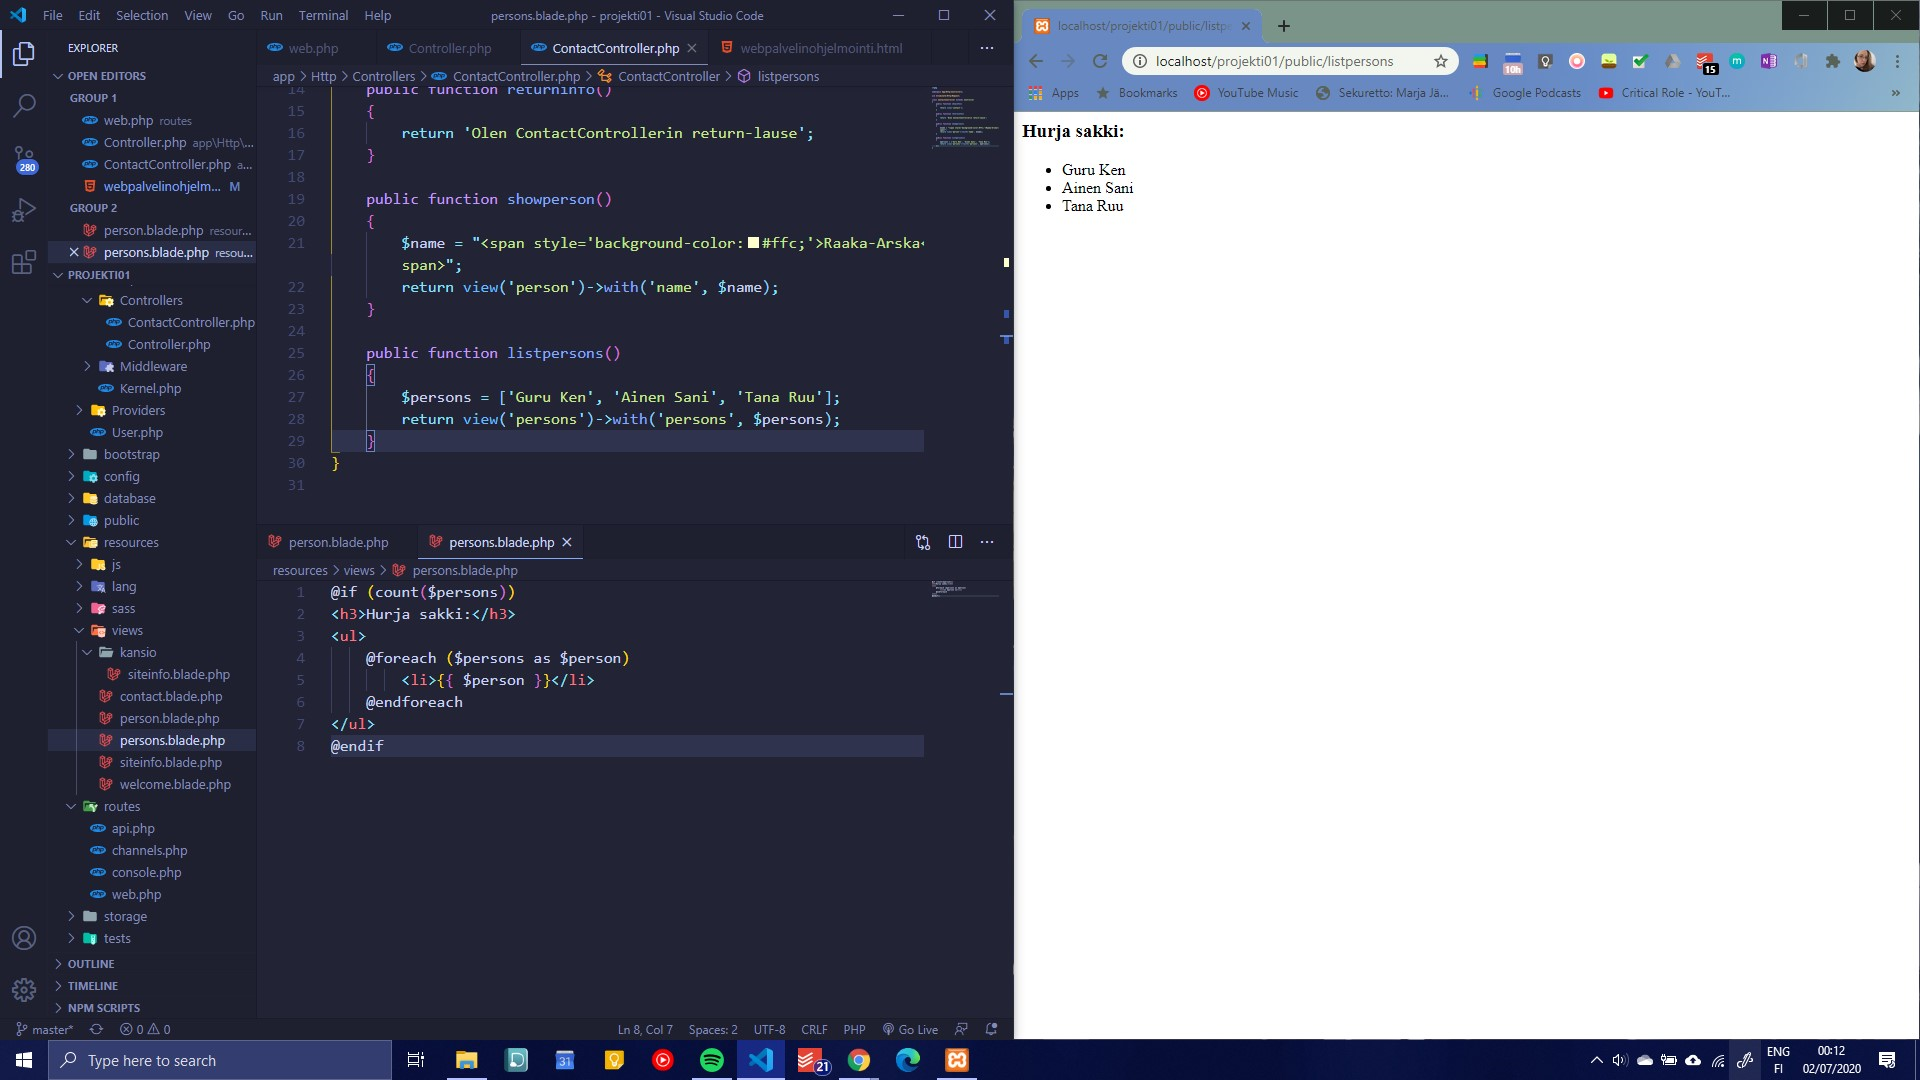 File Edit Selection View Go Run Terminal Help
persons.blade.php - projekti01 - Visual Studio Code
EXPLORER
OPEN EDITORS
GROUP 1
web.php routes
Controller.php app\Http\...
ContactController.php a...
webpalvelinohjelm... M
GROUP 2
person.blade.php resour...
persons.blade.php resou...
PROJEKTI01
Controllers
ContactController.php
Controller.php
Middleware
Kernel.php
Providers
User.php
bootstrap
config
database
public
resources
js
lang
sass
views
kansio
siteinfo.blade.php
contact.blade.php
person.blade.php
persons.blade.php
siteinfo.blade.php
welcome.blade.php
routes
api.php
channels.php
console.php
web.php
storage
tests
OUTLINE
TIMELINE
NPM SCRIPTS
280
web.php Controller.php ContactController.php webpalvelinohjelmointi.html
app > Http > Controllers > ContactController.php > ContactController > listpersons
14 public function returninfo()
15 {
16 return 'Olen ContactControllerin return-lause';
17 }
18
19 public function showperson()
20 {
21 $name = "<span style='background-color:#ffc;'>Raaka-Arska<
span>";
22 return view('person')->with('name', $name);
23 }
24
25 public function listpersons()
26 {
27 $persons = ['Guru Ken', 'Ainen Sani', 'Tana Ruu'];
28 return view('persons')->with('persons', $persons);
29 }
30 }
31
person.blade.php persons.blade.php
resources > views > persons.blade.php
1 @if (count($persons))
2 <h3>Hurja sakki:</h3>
3 <ul>
4 @foreach ($persons as $person)
5 <li>{{ $person }}</li>
6 @endforeach
7 </ul>
8 @endif
master* 0 0 Ln 8, Col 7 Spaces: 2 UTF-8 CRLF PHP Go Live
localhost/projekti01/public/listpe
localhost/projekti01/public/listpersons
10h 15 m N
Apps Bookmarks YouTube Music Sekuretto: Marja Jä... Google Podcasts Critical Role - YouT... »
Hurja sakki:
• Guru Ken
• Ainen Sani
• Tana Ruu
Type here to search
31
21
ENG
FI
00:12
02/07/2020